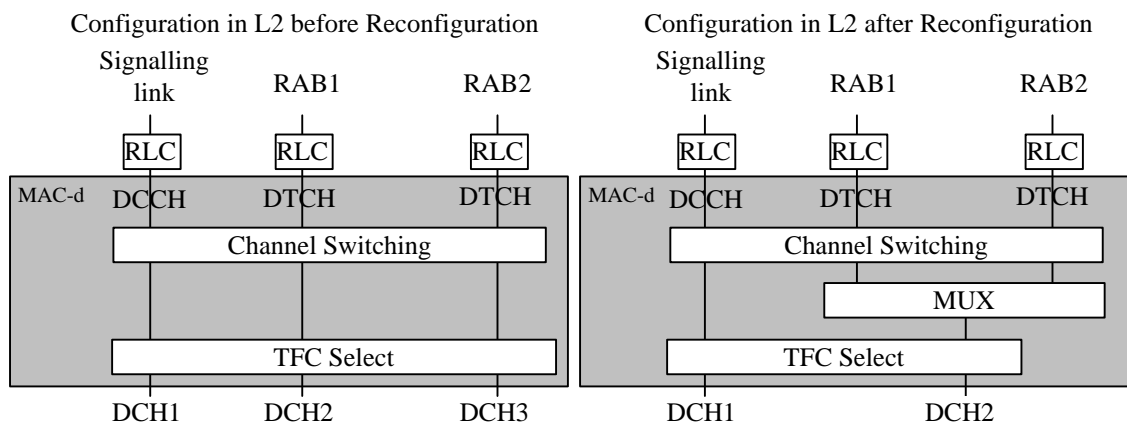 Configuration in L2 before Reconfiguration
Signalling
link
RAB1
RAB2
RLC
RLC
RLC
MAC-d
DCCH
DTCH
DTCH
Channel Switching
TFC Select
DCH1
DCH2
DCH3
Configuration in L2 after Reconfiguration
Signalling
link
RAB1
RAB2
RLC
RLC
RLC
MAC-d
DCCH
DTCH
DTCH
Channel Switching
MUX
TFC Select
DCH1
DCH2